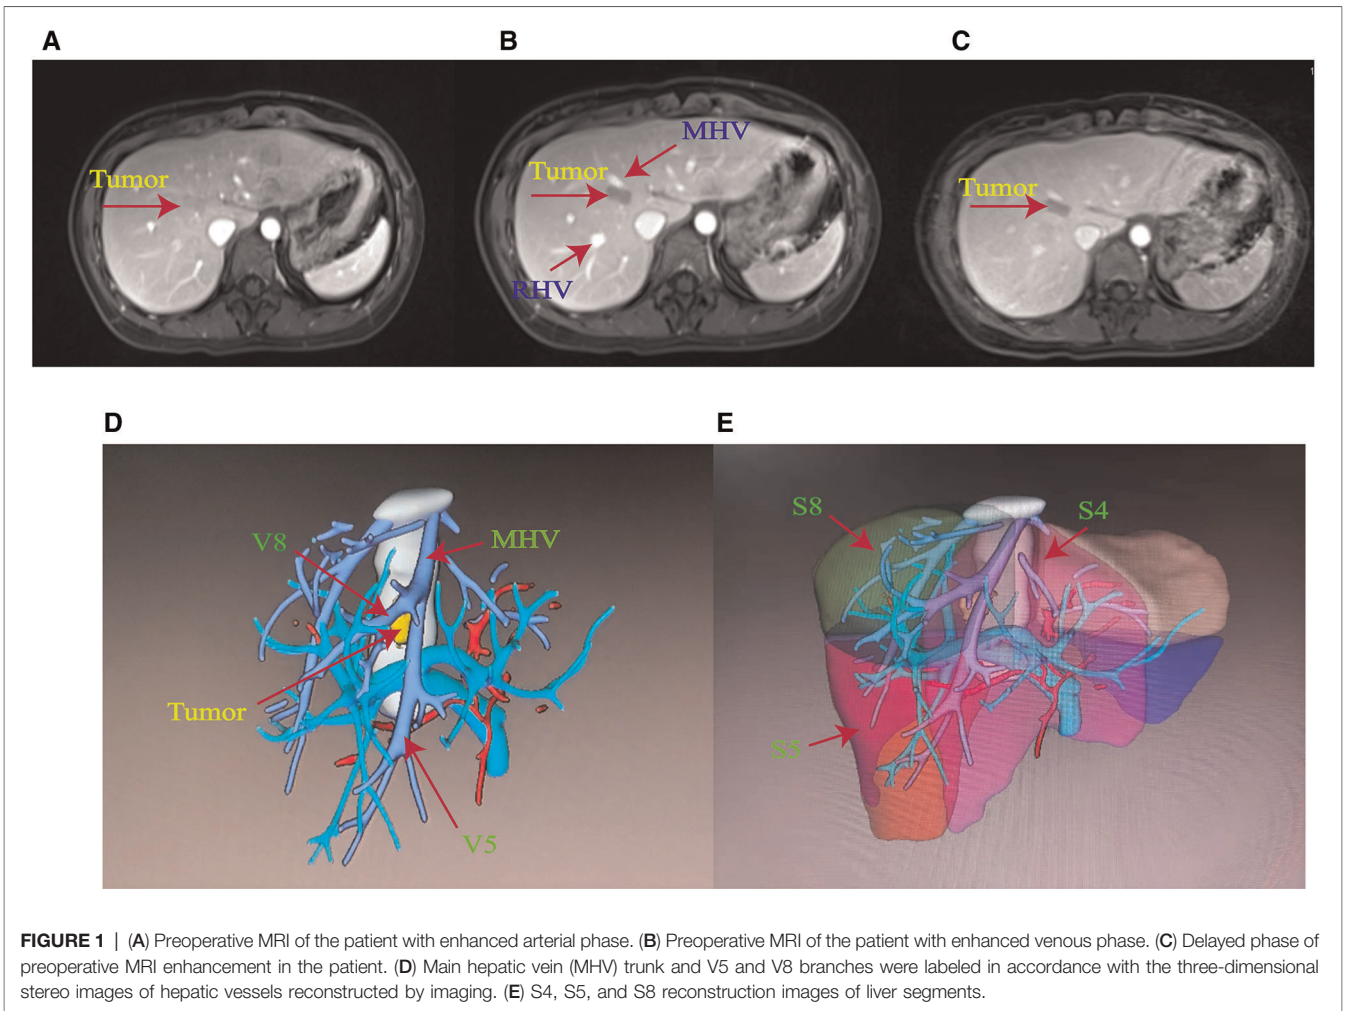 A
B
C
1
Tumor
MHV
Tumor
RHV
Tumor
D
E
V8
MHV
Tumor
V5
S8
S4
S5
FIGURE 1 | (A) Preoperative MRI of the patient with enhanced arterial phase. (B) Preoperative MRI of the patient with enhanced venous phase. (C) Delayed phase of
preoperative MRI enhancement in the patient. (D) Main hepatic vein (MHV) trunk and V5 and V8 branches were labeled in accordance with the three-dimensional
stereo images of hepatic vessels reconstructed by imaging. (E) S4, S5, and S8 reconstruction images of liver segments.